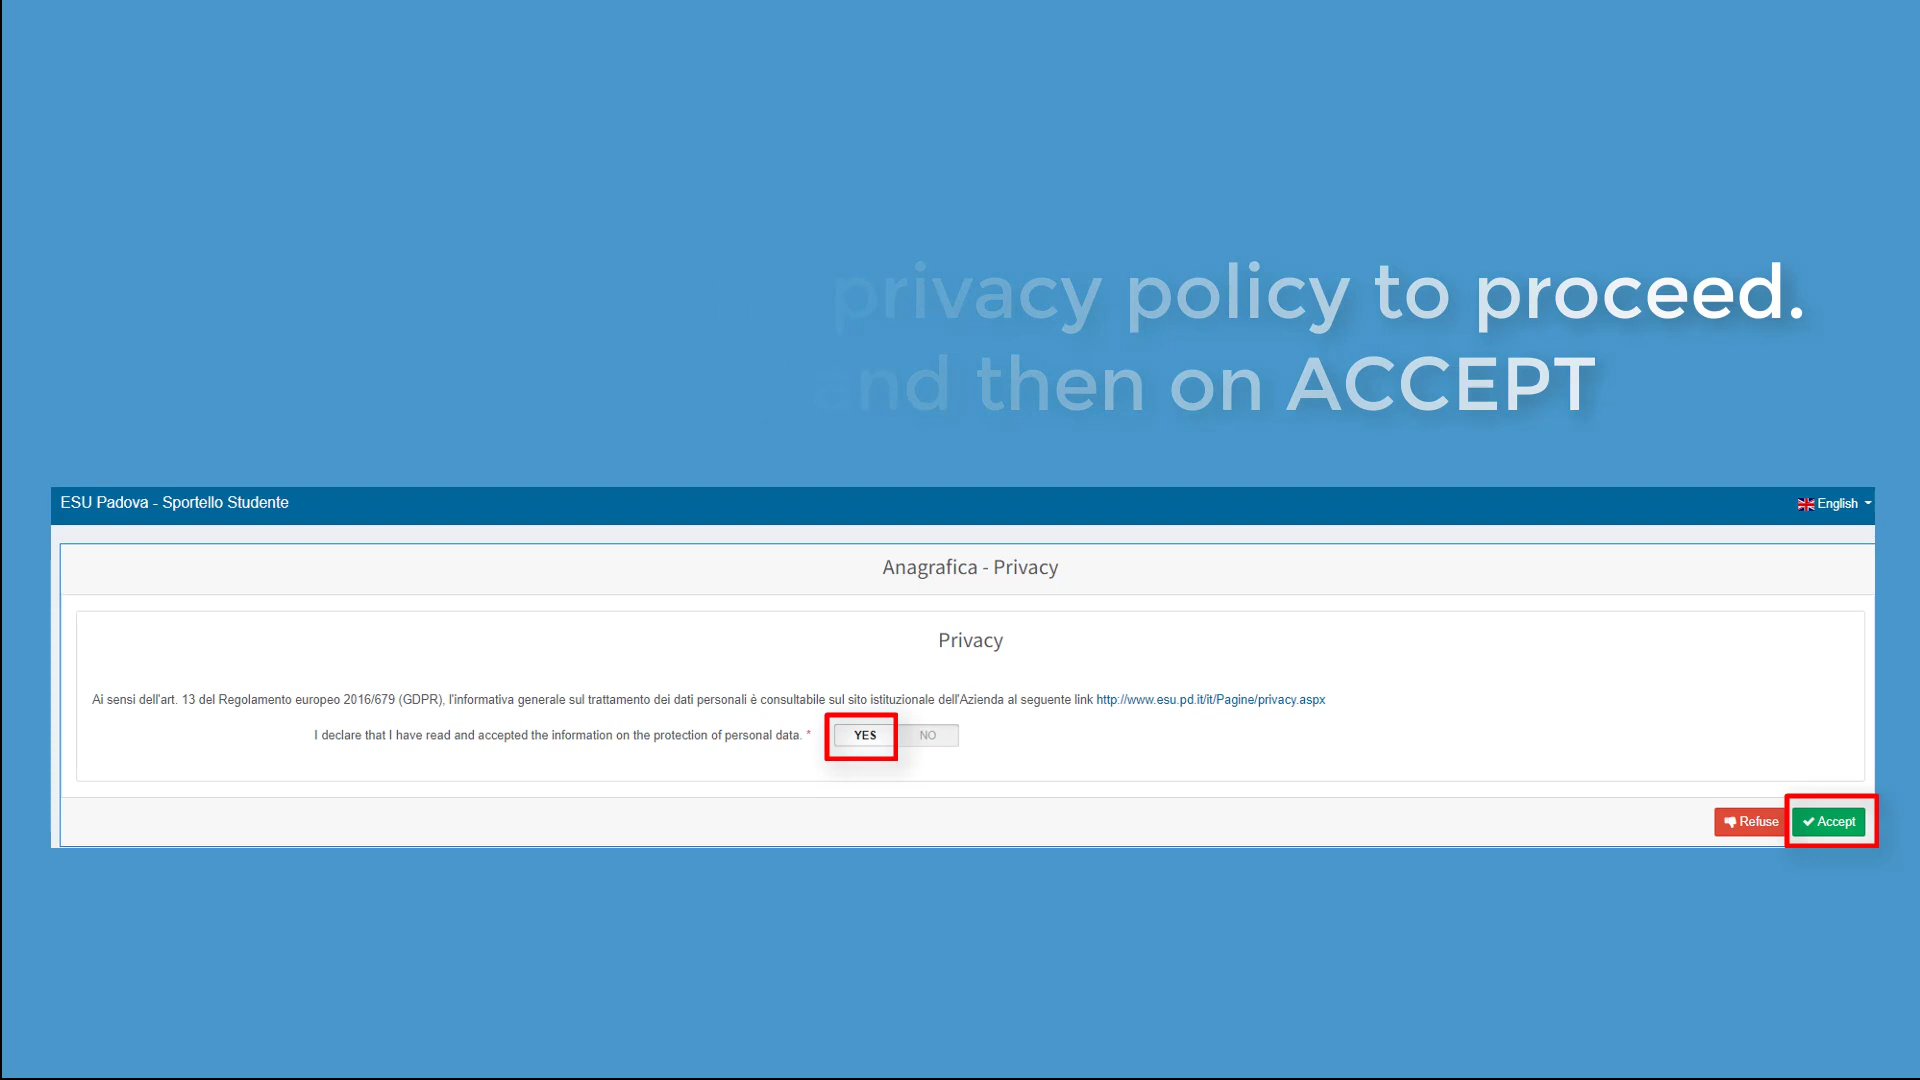 privacy policy to proceed.
and then on ACCEPT
ESU Padova - Sportello Studente
English
Anagrafica - Privacy
Privacy
Ai sensi dell'art. 13 del Regolamento europeo 2016/679 (GDPR), l'informativa generale sul trattamento dei dati personali è consultabile sul sito istituzionale dell'Azienda al seguente link http://www.esu.pd.it/it/Pagine/privacy.aspx
I declare that I have read and accepted the information on the protection of personal data. * YES NO
Refuse Accept